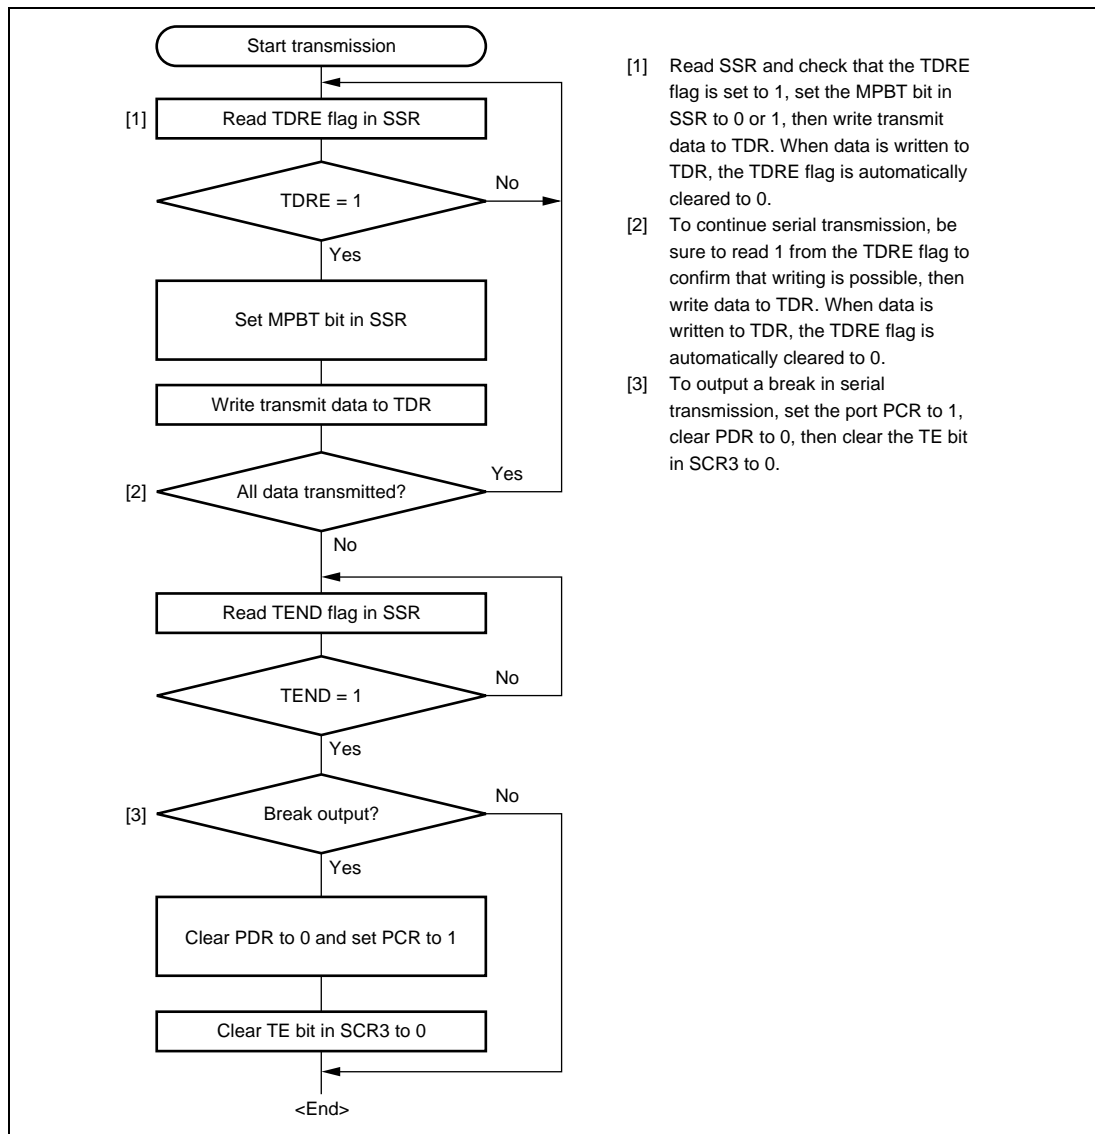 Start transmission
[1]
Read TDRE flag in SSR
No
TDRE = 1
Yes
Set MPBT bit in SSR
Write transmit data to TDR
Yes
[2]
All data transmitted?
No
Read TEND flag in SSR
No
TEND = 1
Yes
No
[3]
Break output?
Yes
Clear PDR to 0 and set PCR to 1
Clear TE bit in SCR3 to 0
<End>
[1] Read SSR and check that the TDRE
flag is set to 1, set the MPBT bit in
SSR to 0 or 1, then write transmit
data to TDR. When data is written to
TDR, the TDRE flag is automatically
cleared to 0.
[2] To continue serial transmission, be
sure to read 1 from the TDRE flag to
confirm that writing is possible, then
write data to TDR. When data is
written to TDR, the TDRE flag is
automatically cleared to 0.
[3] To output a break in serial
transmission, set the port PCR to 1,
clear PDR to 0, then clear the TE bit
in SCR3 to 0.